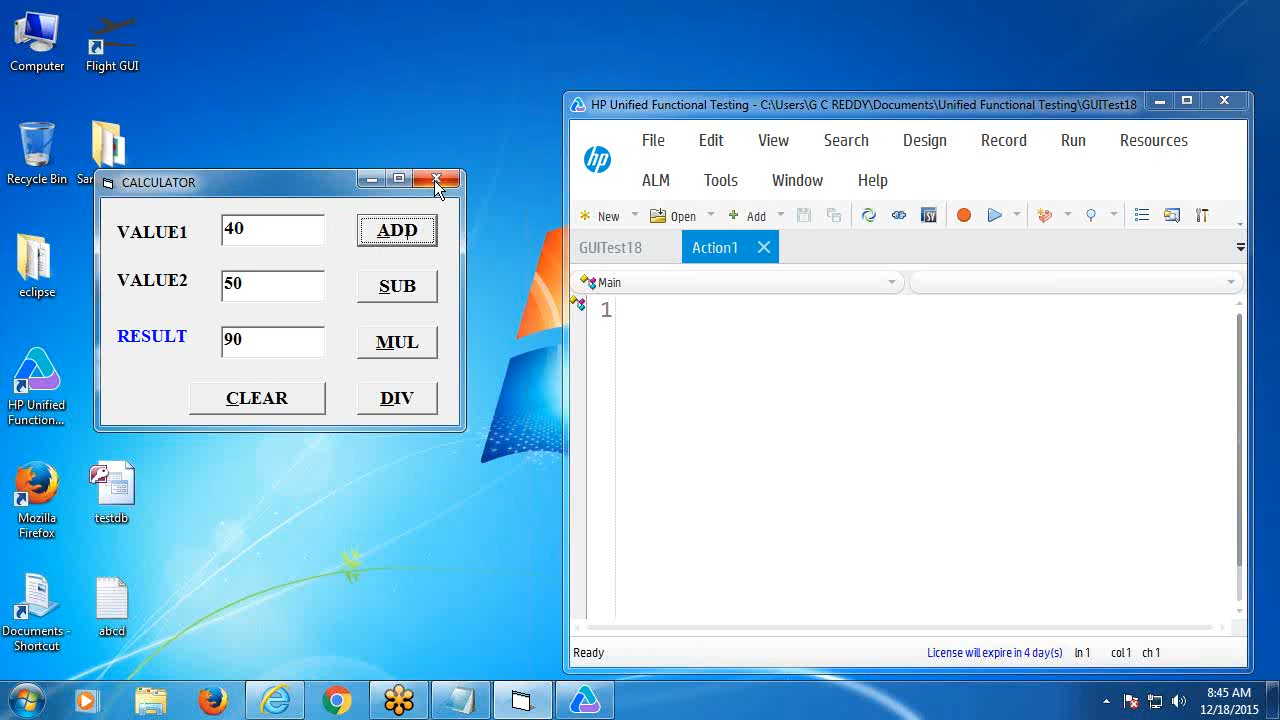 Computer
Flight GUI
Recycle Bin
eclipse
HP Unified
Function...
Mozilla
Firefox
testdb
Documents -
Shortcut
abcd
CALCULATOR
VALUE1
40
ADD
VALUE2
50
SUB
RESULT
90
MUL
CLEAR
DIV
HP Unified Functional Testing - C:\Users\G C REDDY\Documents\Unified Functional Testing\GUITest18
hp
File Edit View Search Design Record Run Resources
ALM Tools Window Help
New Open Add
GUITest18 Action1
Main
1
Ready License will expire in 4 day(s) ln 1 col 1 ch 1
8:45 AM
12/18/2015